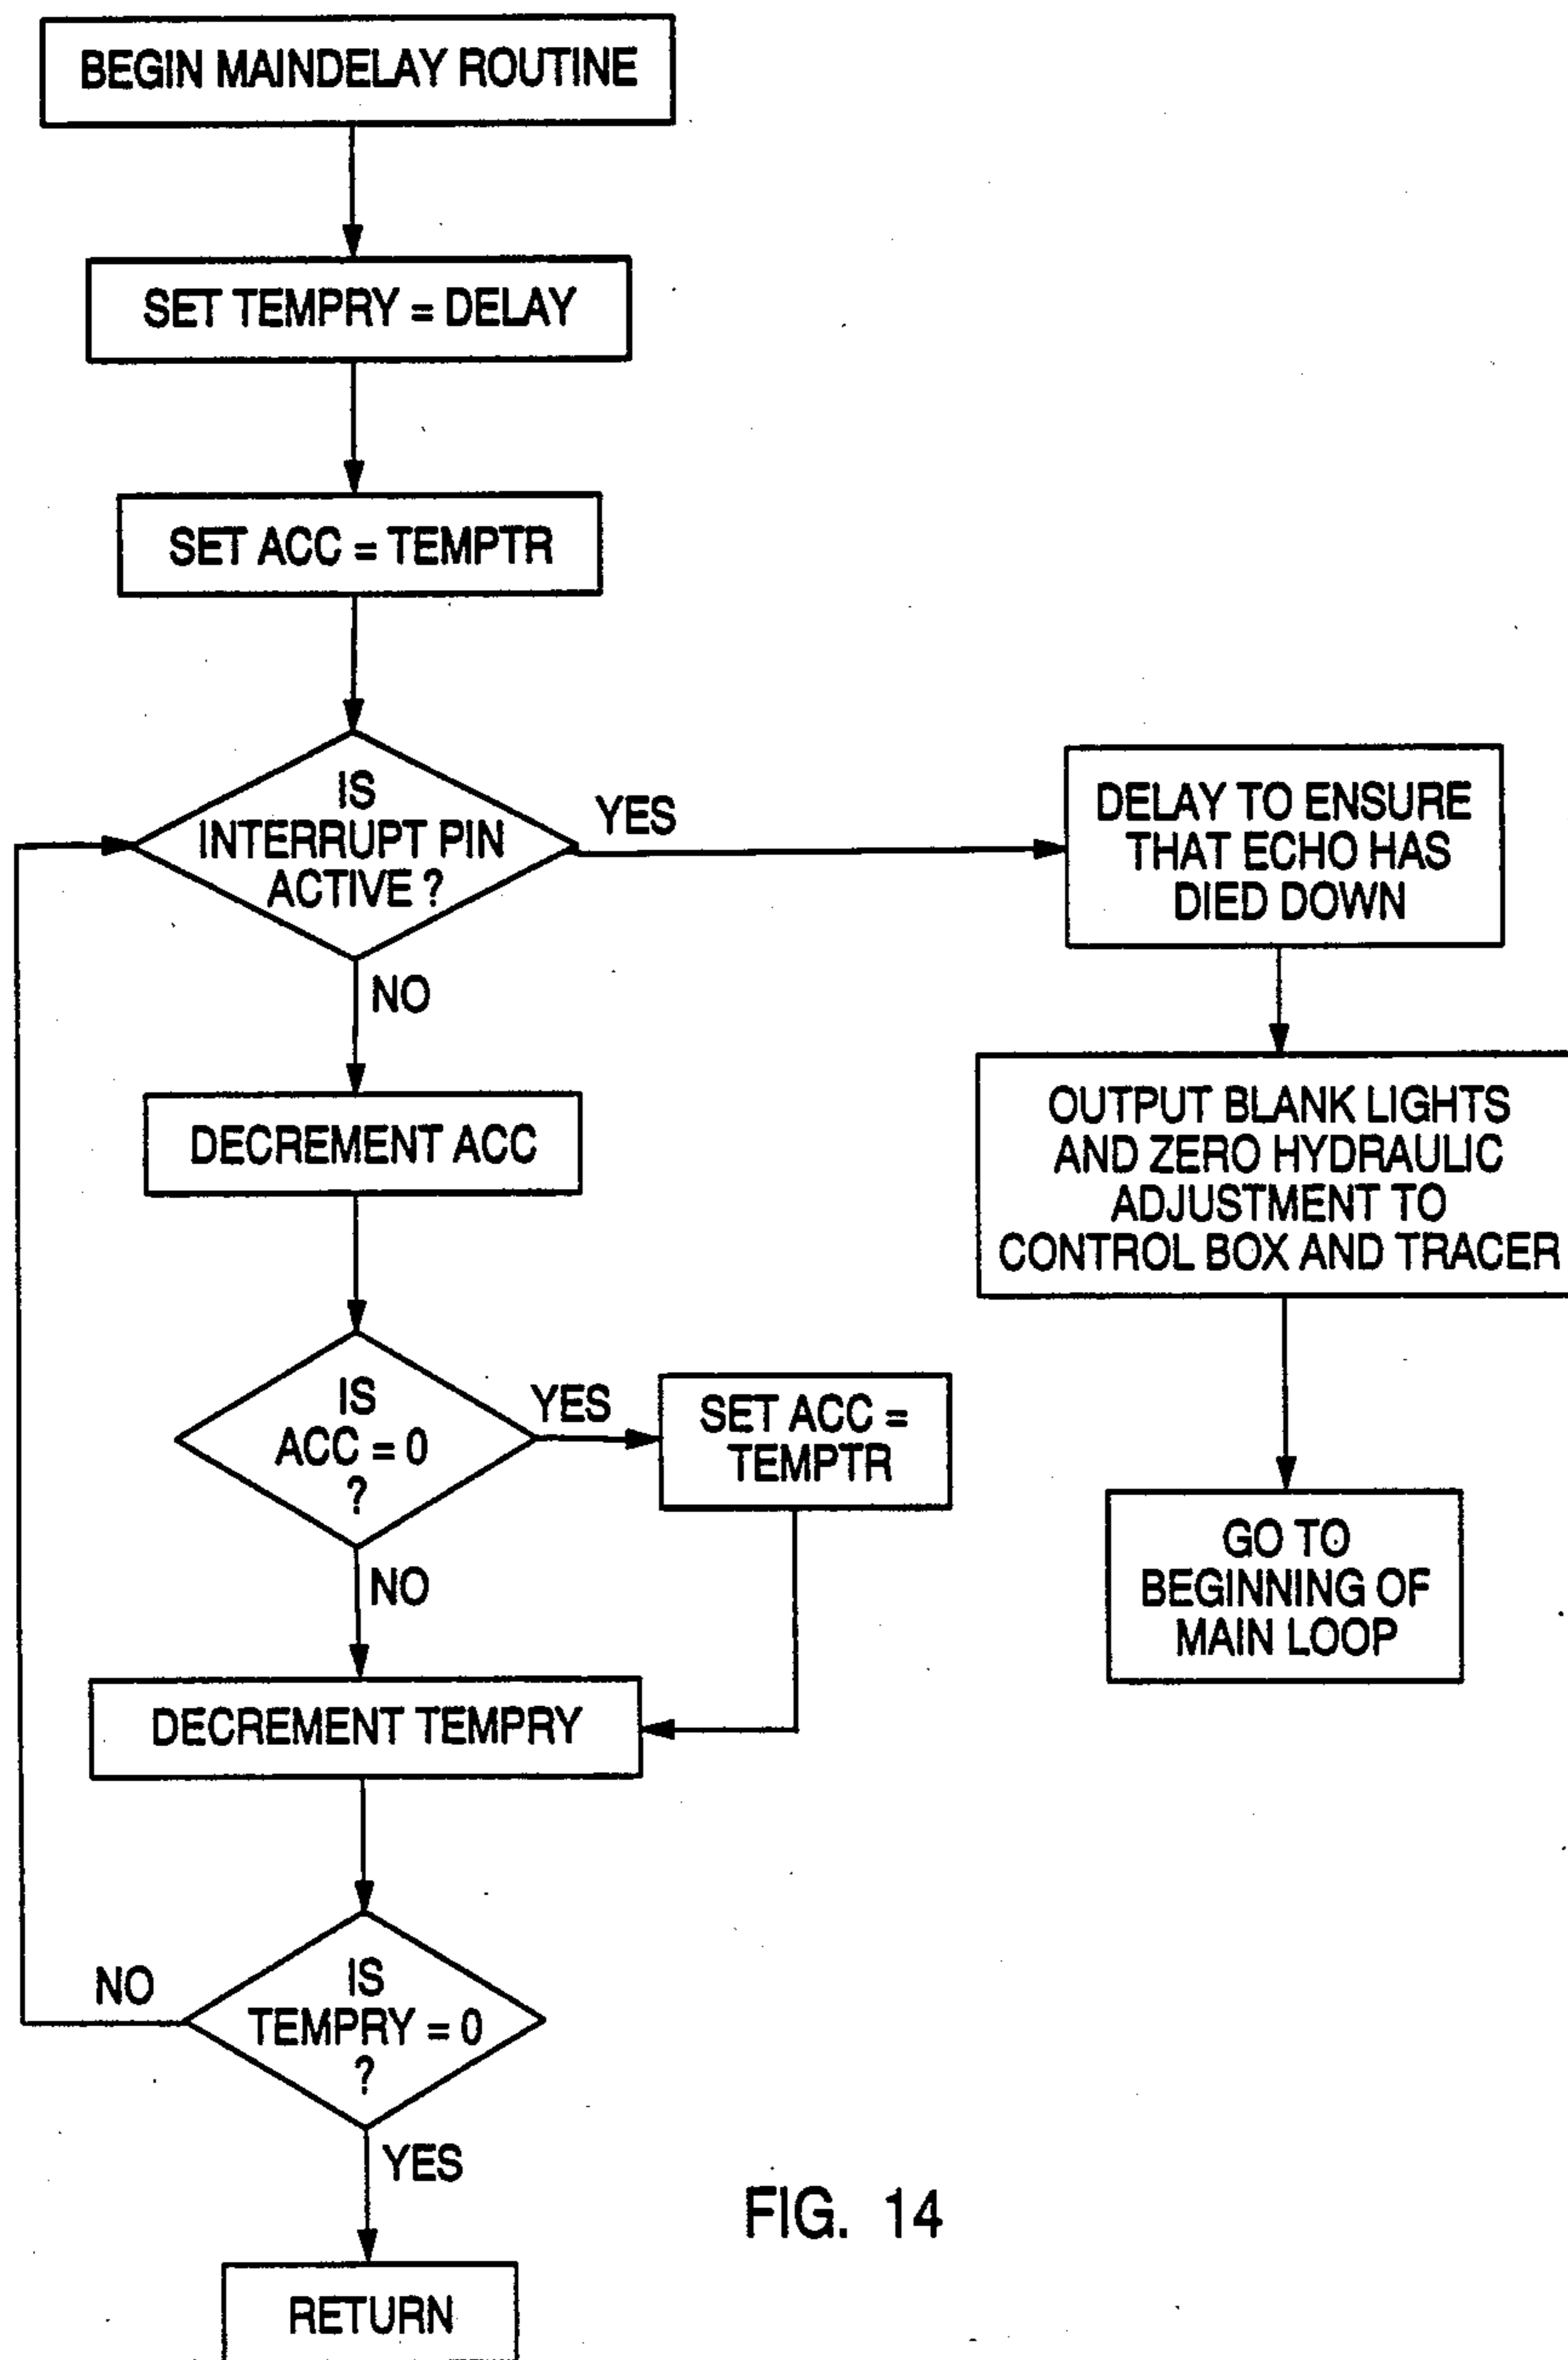 BEGIN MAINDELAY ROUTINE
SET TEMPRY = DELAY
SET ACC = TEMPTR
IS
INTERRUPT PIN
ACTIVE ?
YES
NO
DELAY TO ENSURE
THAT ECHO HAS
DIED DOWN
OUTPUT BLANK LIGHTS
AND ZERO HYDRAULIC
ADJUSTMENT TO
CONTROL BOX AND TRACER
GO TO
BEGINNING OF
MAIN LOOP
DECREMENT ACC
IS
ACC = 0
?
YES
NO
SET ACC =
TEMPTR
DECREMENT TEMPRY
IS
TEMPRY = 0
?
NO
YES
RETURN
FIG. 14